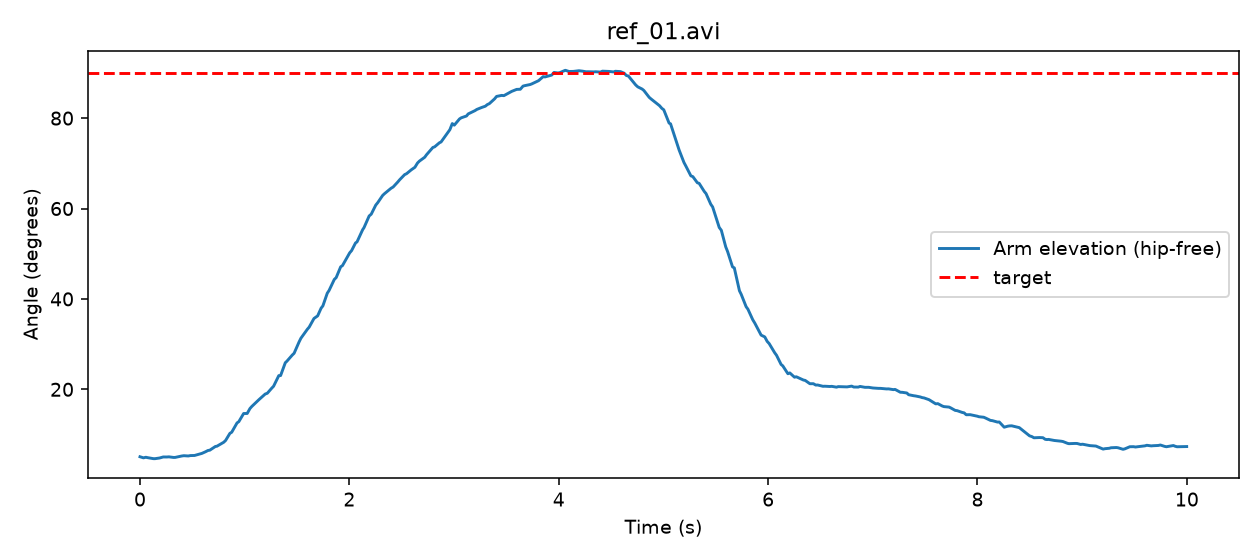 ref_01.avi
Angle (degrees)
80
60
40
20
Arm elevation (hip-free)
target
0 2 4 6 8 10
Time (s)